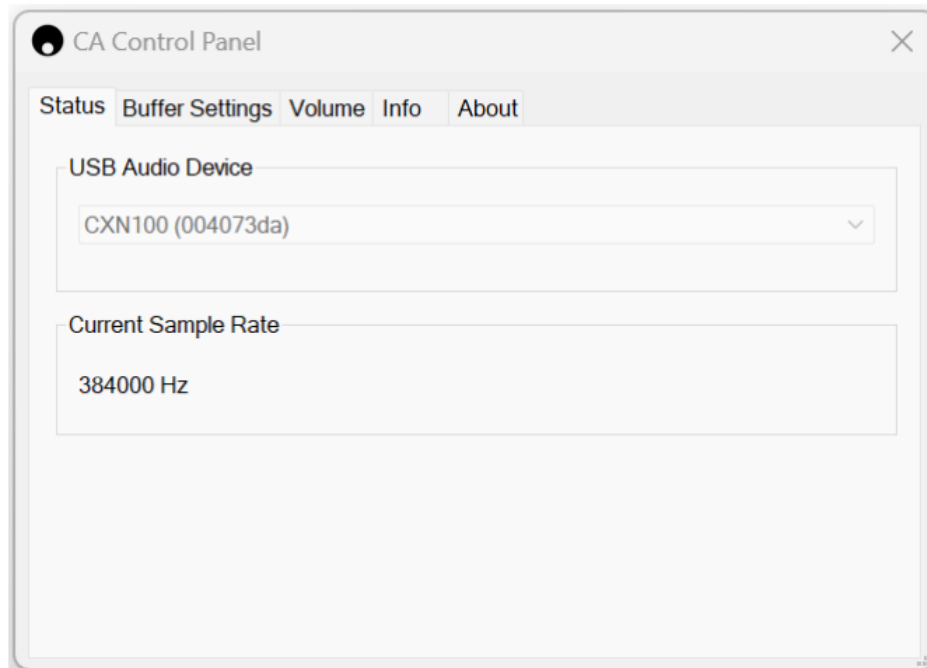 CA Control Panel
Status Buffer Settings Volume Info About
USB Audio Device
CXN100 (004073da)
Current Sample Rate
384000 Hz